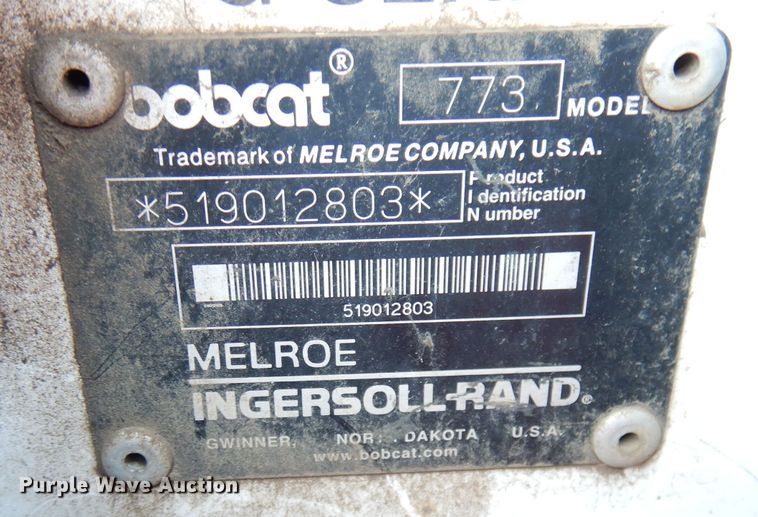 bobcat® 773 MODEL
Trademark of MELROE COMPANY, U.S.A.
*519012803* Product
Identification
Number
519012803
MELROE
INGERSOLL-RAND®
GWINNER, NOR. DAKOTA U.S.A.
www.bobcat.com
Purple Wave Auction